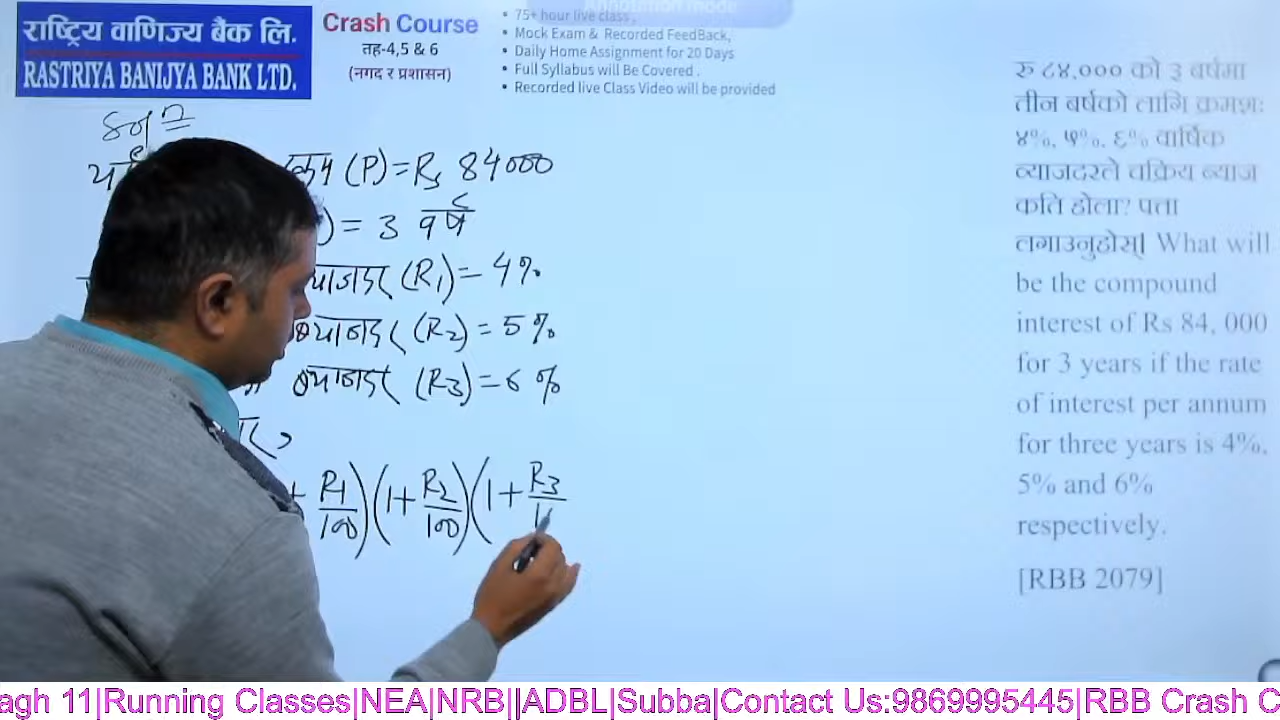 राष्ट्रिय वाणिज्य बैंक लि.
RASTRIYA BANIJYA BANK LTD.
Crash Course
तह-4,5 & 6
(नगद र प्रशासन)
• 75+ hour live class ,
• Mock Exam & Recorded FeedBack,
• Daily Home Assignment for 20 Days
• Full Syllabus will Be Covered .
• Recorded live Class Video will be provided
(P) = Rs 84000
) = 3 वर्ष
ब्याजदर (R1) = 4%
ब्याजदर (R2) = 5%
ब्याजदर (R3) = 6%
+ R1/100) (1 + R2/100) (1 + R3/
रु ८४,००० को ३ वर्षमा
तीन बर्षको लागि क्रमशः
४%, ५%, ६% वार्षिक
व्याजदरले चक्रिय ब्याज
कति होला? पत्ता
लगाउनुहोस्| What will
be the compound
interest of Rs 84, 000
for 3 years if the rate
of interest per annum
for three years is 4%,
5% and 6%
respectively.
[RBB 2079]
agh 11|Running Classes|NEA|NRB||ADBL|Subba|Contact Us:9869995445|RBB Crash C